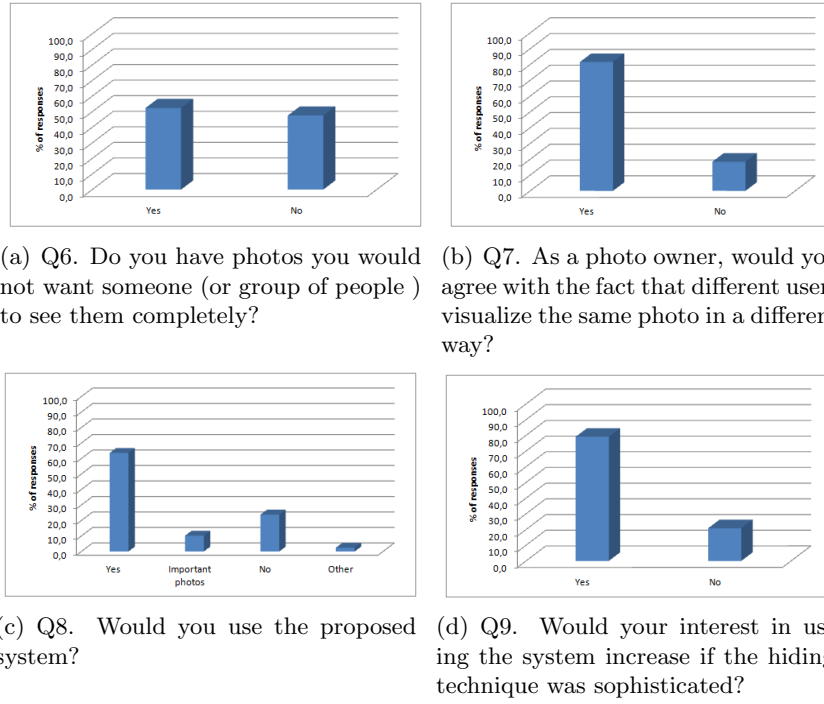 100,0
90,0
80,0
70,0
60,0
50,0
40,0
30,0
20,0
10,0
0,0
% of responses
Yes No
(a) Q6. Do you have photos you would
not want someone (or group of people )
to see them completely?
100,0
90,0
80,0
70,0
60,0
50,0
40,0
30,0
20,0
10,0
0,0
% of responses
Yes No
(b) Q7. As a photo owner, would yo
agree with the fact that different user
visualize the same photo in a differen
way?
100,0
90,0
80,0
70,0
60,0
50,0
40,0
30,0
20,0
10,0
0,0
% of responses
Yes Important No Other
photos
(c) Q8. Would you use the proposed
system?
100,0
90,0
80,0
70,0
60,0
50,0
40,0
30,0
20,0
10,0
0,0
% of responses
Yes No
(d) Q9. Would your interest in us-
ing the system increase if the hiding
technique was sophisticated?